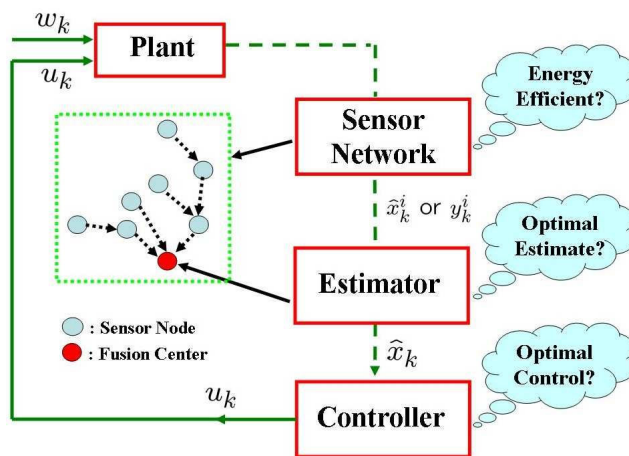 w_k
Plant
u_k
Energy
Efficient?
Sensor
Network
x̂_k^i or y_k^i
Optimal
Estimate?
Estimator
: Sensor Node
: Fusion Center
x̂_k
Optimal
Control?
u_k
Controller